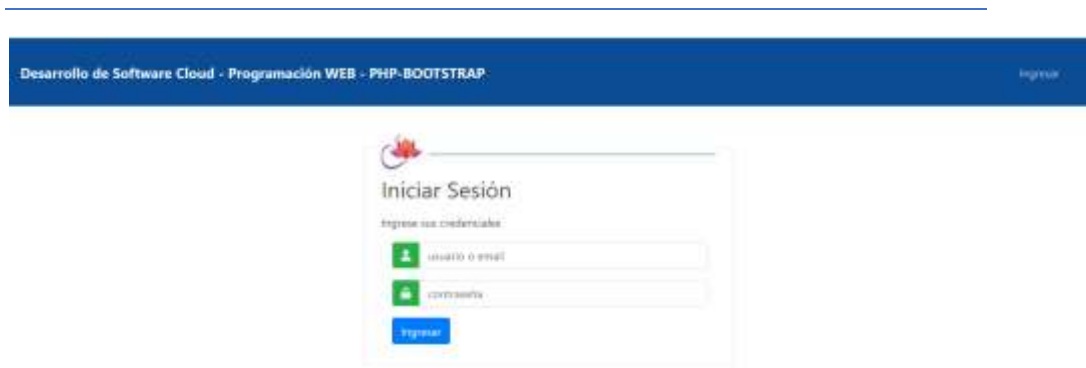 Desarrollo de Software Cloud - Programación WEB - PHP-BOOTSTRAP
Ingresar
Iniciar Sesión
Ingrese sus credenciales
usuario o email
contraseña
Ingresar